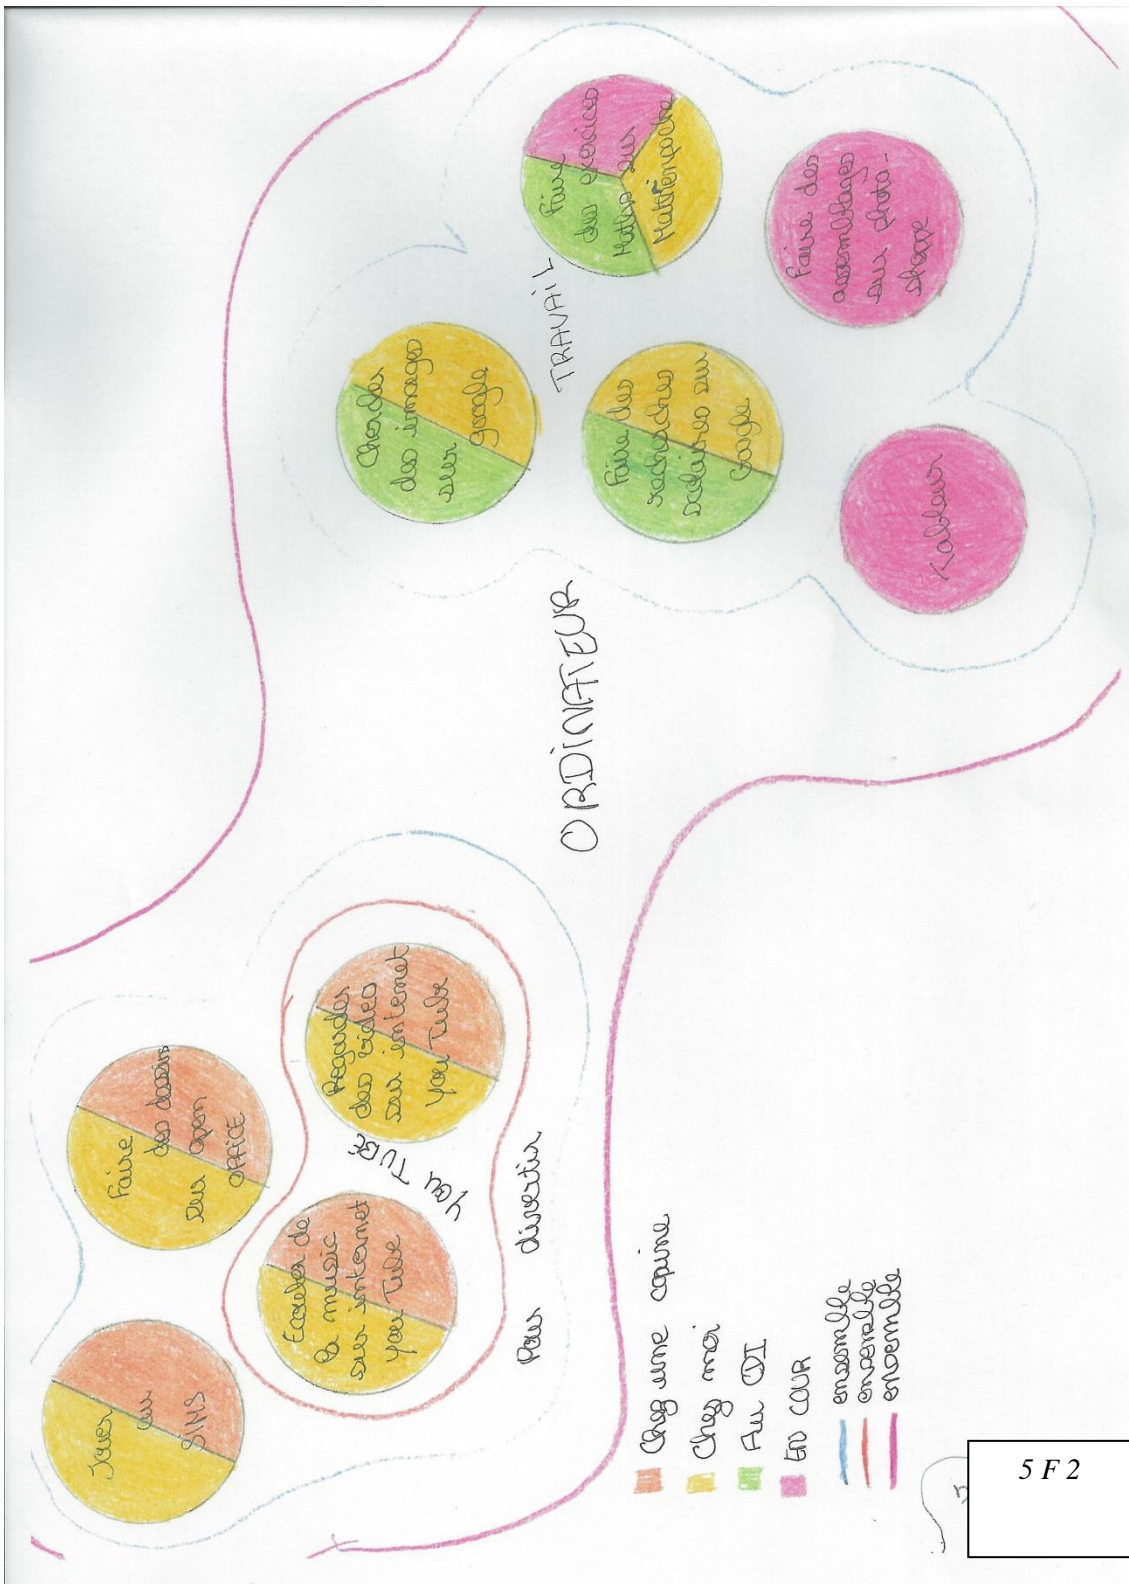 Jouer
au
SIMS
Faire
des dessins
sur open
OFFICE
Ecouter de
la music
sur internet
You Tube
Regarder
des video
sur internet
You Tube
YOU TUBE
Pour divertir
ORDINATEUR
Chercher
des images
sur
google
TRAVAIL
Faire
des exercices
Maths sur
Mathenpoche
Faire des
recherches
scolaires sur
Google
Faire des
assemblages
sur photo-
shoppe
Tableur
Chez une copine
Chez moi
Au CDI
En COUR
ensemble
ensemble
ensemble
5 F 2